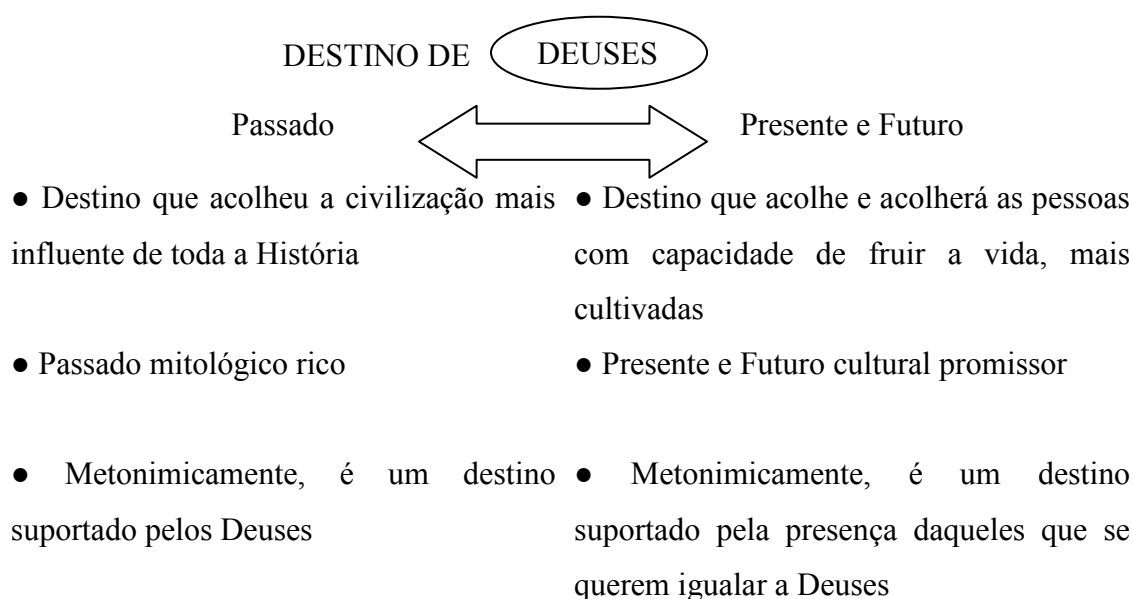 DESTINO DE DEUSES
Passado
Presente e Futuro
● Destino que acolheu a civilização mais
influente de toda a História
● Destino que acolhe e acolherá as pessoas
com capacidade de fruir a vida, mais
cultivadas
● Passado mitológico rico
● Presente e Futuro cultural promissor
● Metonimicamente, é um destino
suportado pelos Deuses
● Metonimicamente, é um destino
suportado pela presença daqueles que se
querem igualar a Deuses